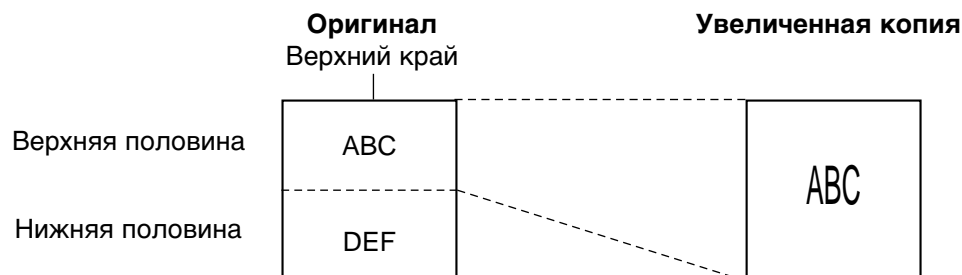 Оригинал
Верхний край
Увеличенная копия
Верхняя половина
ABC
ABC
Нижняя половина
DEF